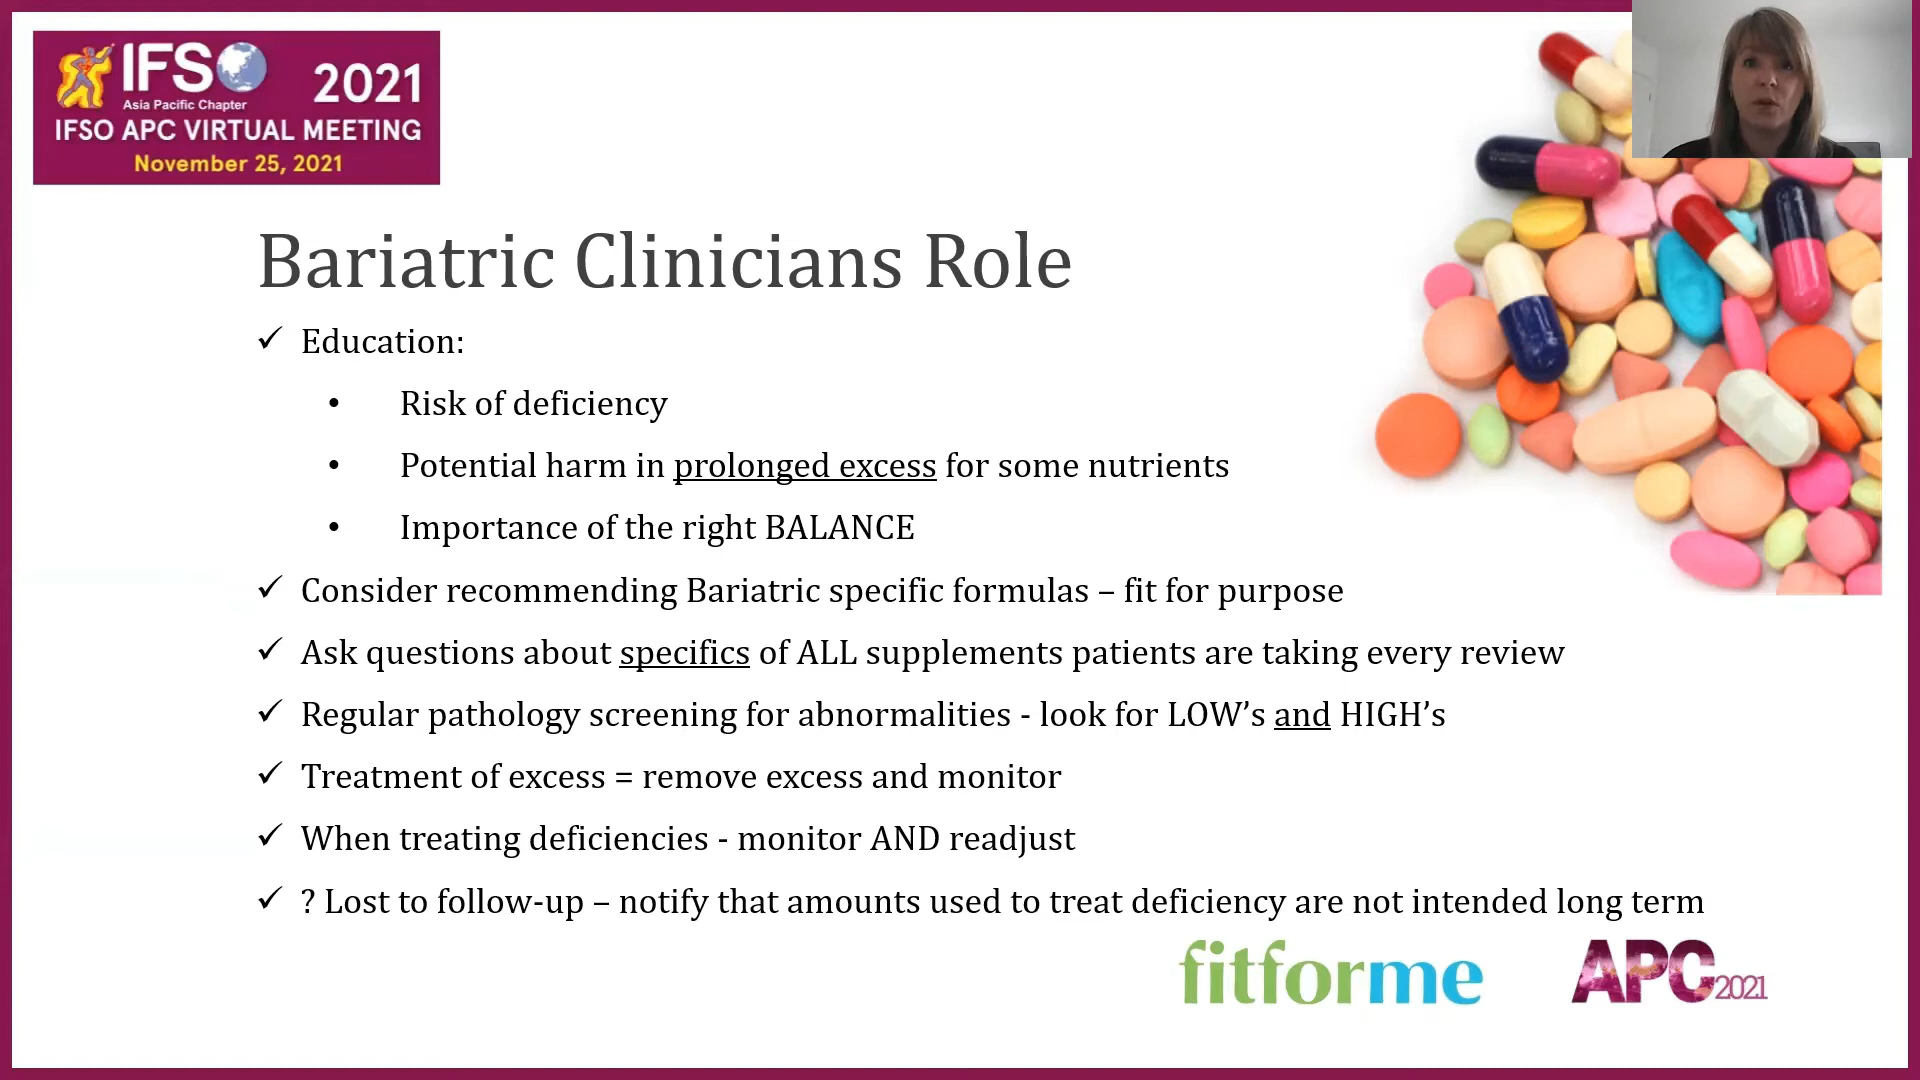 IFSO
2021
Asia Pacific Chapter
IFSO APC VIRTUAL MEETING
November 25, 2021
Bariatric Clinicians Role
✓ Education:
• Risk of deficiency
• Potential harm in prolonged excess for some nutrients
• Importance of the right BALANCE
✓ Consider recommending Bariatric specific formulas – fit for purpose
✓ Ask questions about specifics of ALL supplements patients are taking every review
✓ Regular pathology screening for abnormalities - look for LOW’s and HIGH’s
✓ Treatment of excess = remove excess and monitor
✓ When treating deficiencies - monitor AND readjust
✓ ? Lost to follow-up – notify that amounts used to treat deficiency are not intended long term
fitforme
APC 2021